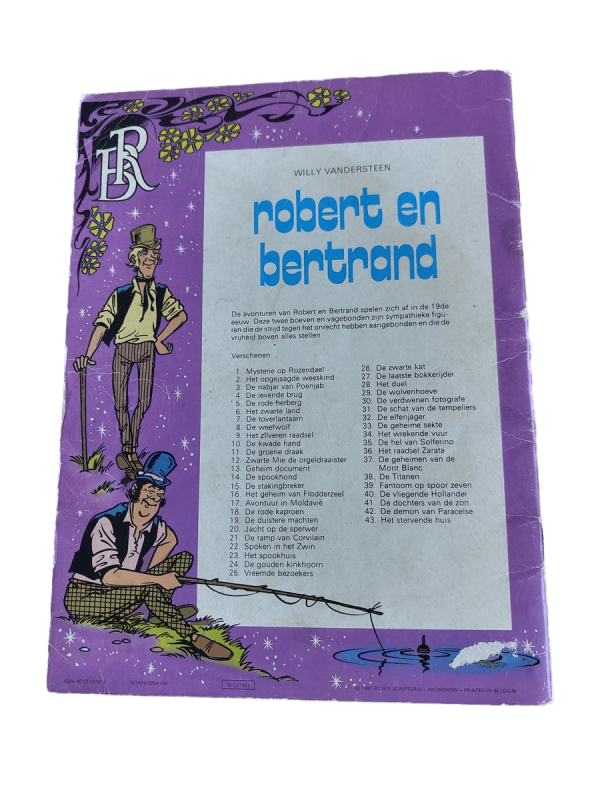 BR
WILLY VANDERSTEEN
robert en
bertrand
De avonturen van Robert en Bertrand spelen zich af in de 19de
eeuw. Deze twee boeven en vagebonden zijn sympathieke figu-
ren die de strijd tegen het onrecht hebben aangebonden en die de
vrijheid boven alles stellen.
Verschenen
1. Mysterie op Rozendael
2. Het opgejaagde weeskind
3. De nabjar van Poenjab
4. De levende brug
5. De rode herberg
6. Het zwarte land
7. De toverlantaarn
8. De weerwolf
9. Het zilveren raadsel
10. De kwade hand
11. De groene draak
12. Zwarte Mie de orgeldraaister
13. Geheim document
14. De spookhond
15. De stakingbreker
16. Het geheim van Flodderzeel
17. Avontuur in Moldavië
18. De rode kaproen
19. De duistere machten
20. Jacht op de sperwer
21. De ramp van Corvilain
22. Spoken in het Zwin
23. Het spookhuis
24. De gouden kinkhoorn
25. Vreemde bezoekers
26. De zwarte kat
27. De laatste bokkerijder
28. Het duel
29. De wolvenhoeve
30. De verdwenen fotografe
31. De schat van de tempeliers
32. De elfenjager
33. De geheime sekte
34. Het wrekende vuur
35. De hel van Solferino
36. Het raadsel Zarata
37. De geheimen van de
Mont Blanc
38. De Titanen
39. Fantoom op spoor zeven
40. De vliegende Hollander
41. De dochters van de zon
42. De demon van Paracelse
43. Het stervende huis
SCRIPTORIA - ANTWERPEN - PRINTED IN BELGIUM